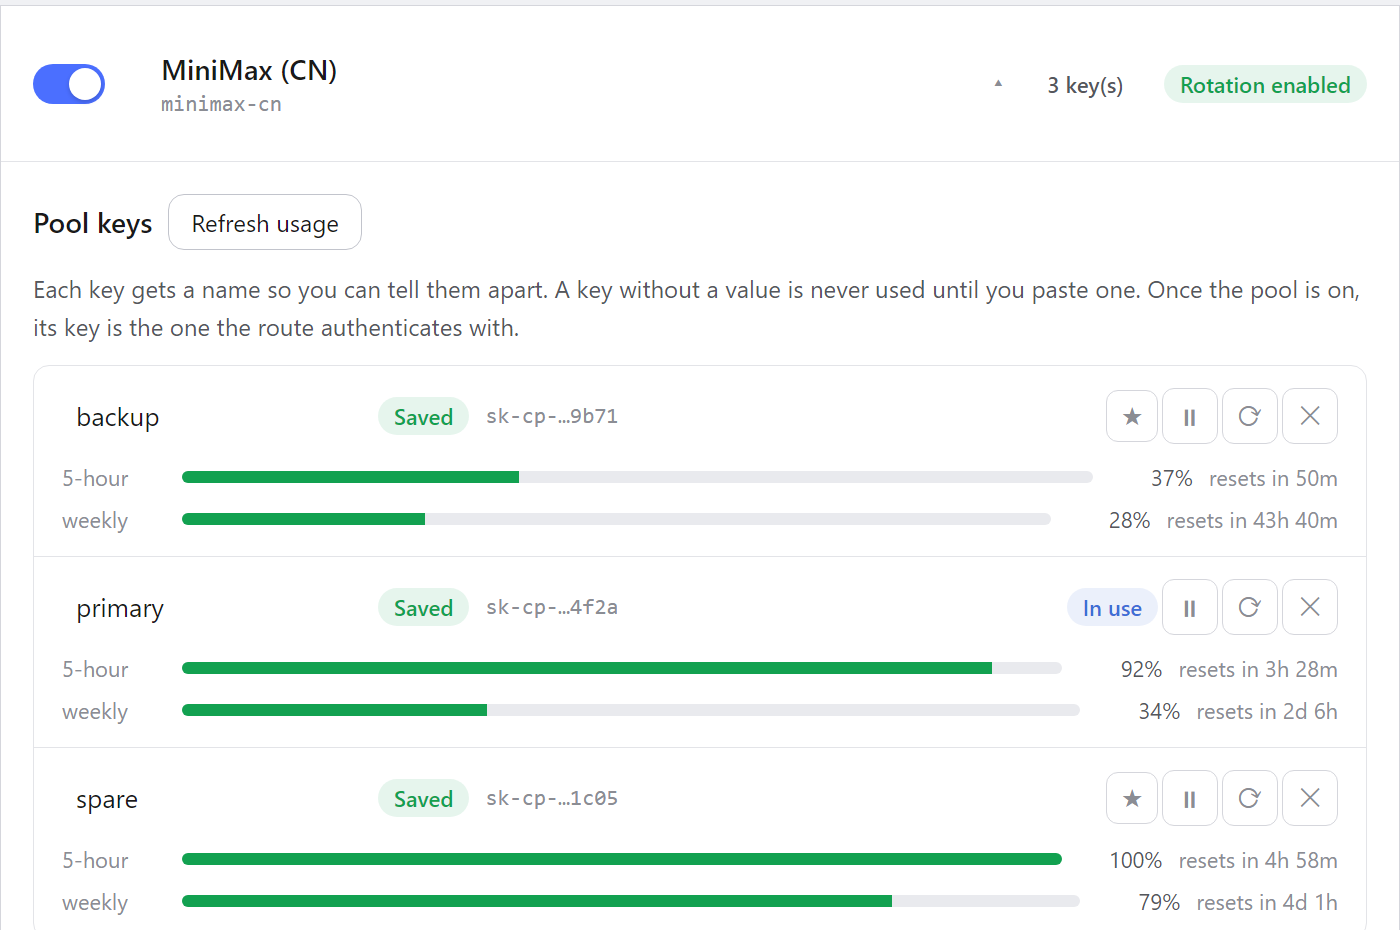 MiniMax (CN)
minimax-cn
3 key(s)
Rotation enabled
Pool keys
Refresh usage
Each key gets a name so you can tell them apart. A key without a value is never used until you paste one. Once the pool is on,
its key is the one the route authenticates with.
backup Saved sk-cp-…9b71
5-hour 37% resets in 50m
weekly 28% resets in 43h 40m
primary Saved sk-cp-…4f2a In use
5-hour 92% resets in 3h 28m
weekly 34% resets in 2d 6h
spare Saved sk-cp-…1c05
5-hour 100% resets in 4h 58m
weekly 79% resets in 4d 1h